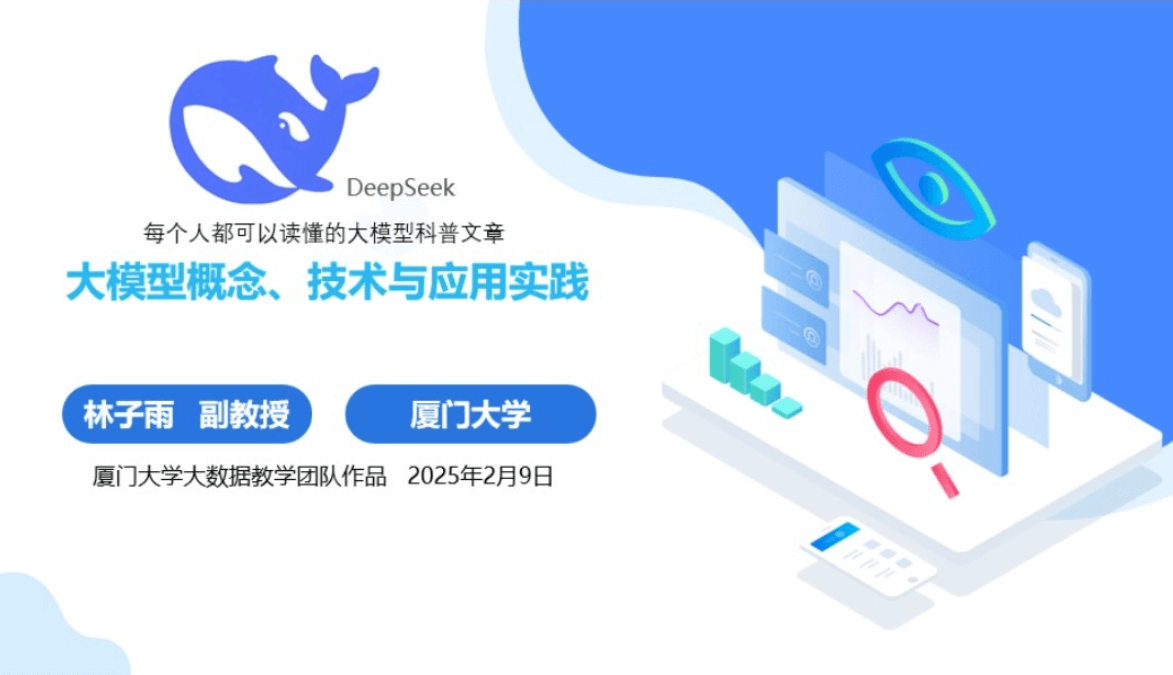 DeepSeek
每个人都可以读懂的大模型科普文章
大模型概念、技术与应用实践
林子雨 副教授
厦门大学
厦门大学大数据教学团队作品 2025年2月9日